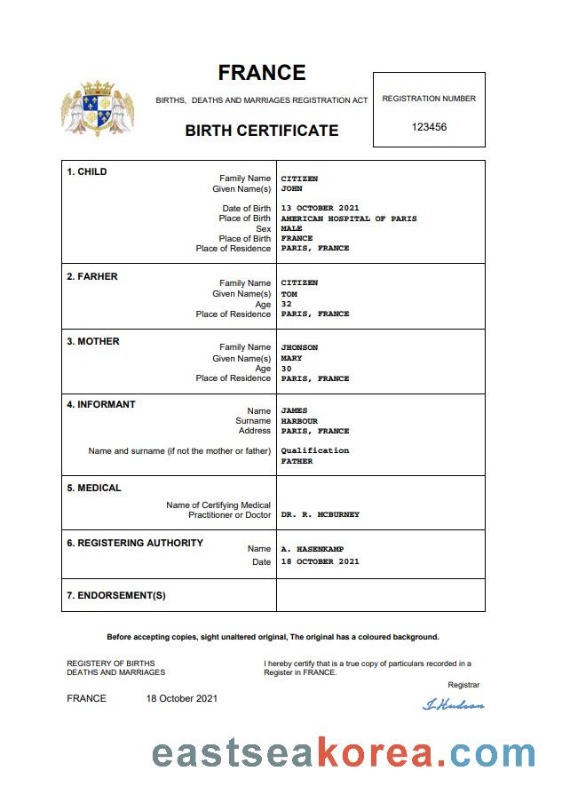 FRANCE
BIRTHS, DEATHS AND MARRIAGES REGISTRATION ACT
BIRTH CERTIFICATE
REGISTRATION NUMBER
123456
1. CHILD
Family Name CITIZEN
Given Name(s) JOHN
Date of Birth 13 OCTOBER 2021
Place of Birth AMERICAN HOSPITAL OF PARIS
Sex MALE
Place of Birth FRANCE
Place of Residence PARIS, FRANCE
2. FARHER
Family Name CITIZEN
Given Name(s) TOM
Age 32
Place of Residence PARIS, FRANCE
3. MOTHER
Family Name JHONSON
Given Name(s) MARY
Age 30
Place of Residence PARIS, FRANCE
4. INFORMANT
Name JAMES
Surname HARBOUR
Address PARIS, FRANCE
Name and surname (if not the mother or father) Qualification
FATHER
5. MEDICAL
Name of Certifying Medical
Practitioner or Doctor DR. R. MCBURNEY
6. REGISTERING AUTHORITY
Name A. HASENKAMP
Date 18 OCTOBER 2021
7. ENDORSEMENT(S)
Before accepting copies, sight unaltered original, The original has a coloured background.
REGISTERY OF BIRTHS
DEATHS AND MARRIAGES
I hereby certify that is a true copy of particulars recorded in a
Register in FRANCE.
Registrar
FRANCE 18 October 2021
J.Hudson
eastseakorea.com